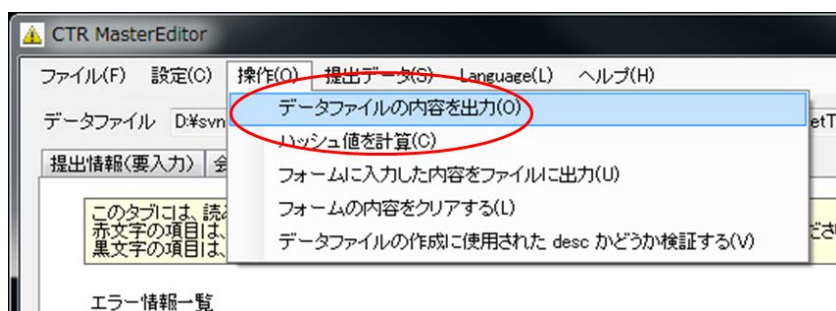 CTR MasterEditor
ファイル(F) 設定(C) 操作(O) 提出データ(S) Language(L) ヘルプ(H)
データファイル D:¥svn
データファイルの内容を出力(O)
etT
ハッシュ値を計算(C)
提出情報(要入力) 会
フォームに入力した内容をファイルに出力(U)
フォームの内容をクリアする(L)
データファイルの作成に使用された desc かどうか検証する(V)
このタブには、読み
赤文字の項目は、
黒文字の項目は、
ださ
エラー情報一覧